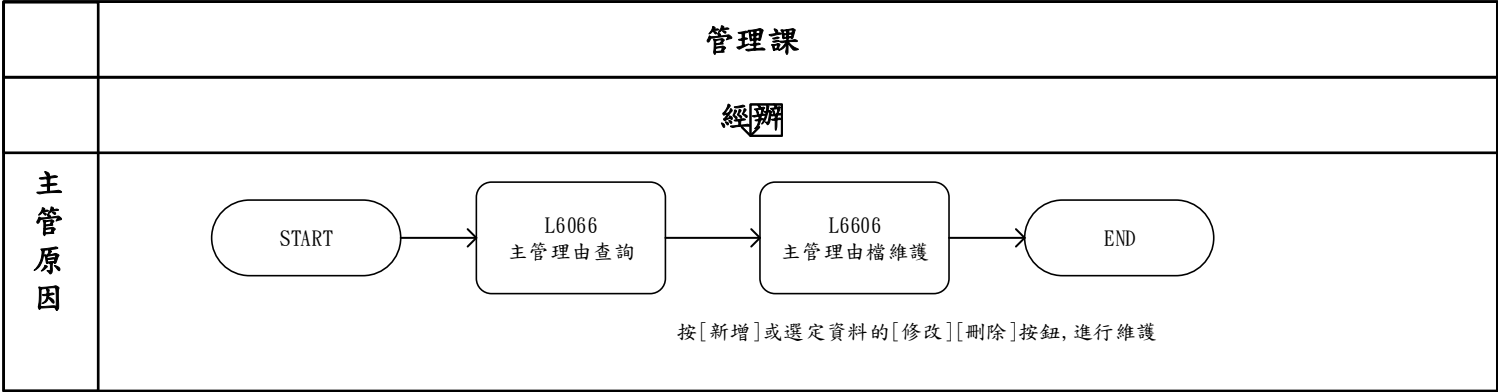 管理課
經辦
主管原因
START
L6066
主管理由查詢
L6606
主管理由檔維護
END
按[新增]或選定資料的[修改][刪除]按鈕,進行維護